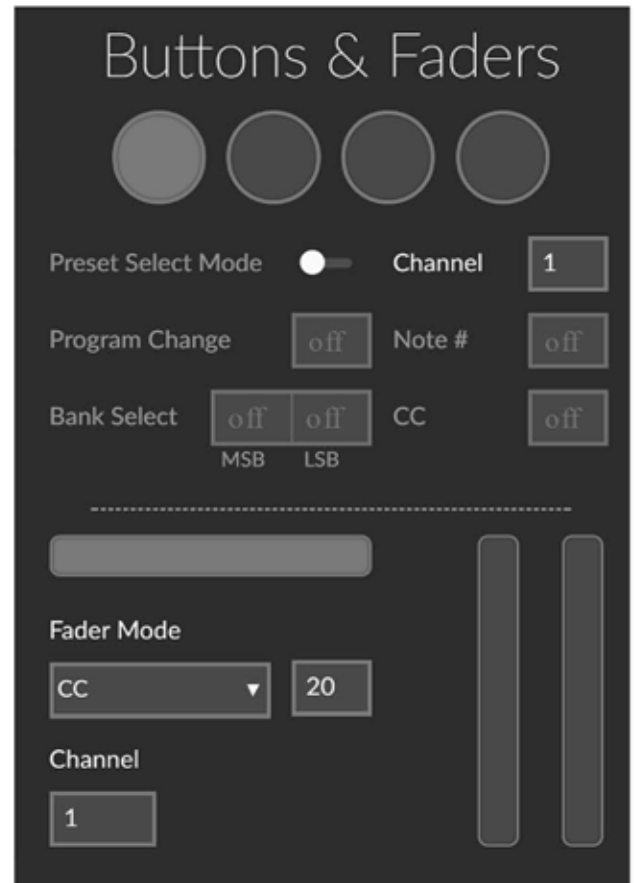 Buttons & Faders
Preset Select Mode Channel 1
Program Change off Note # off
Bank Select off off CC off
MSB LSB
Fader Mode
CC ▼ 20
Channel
1